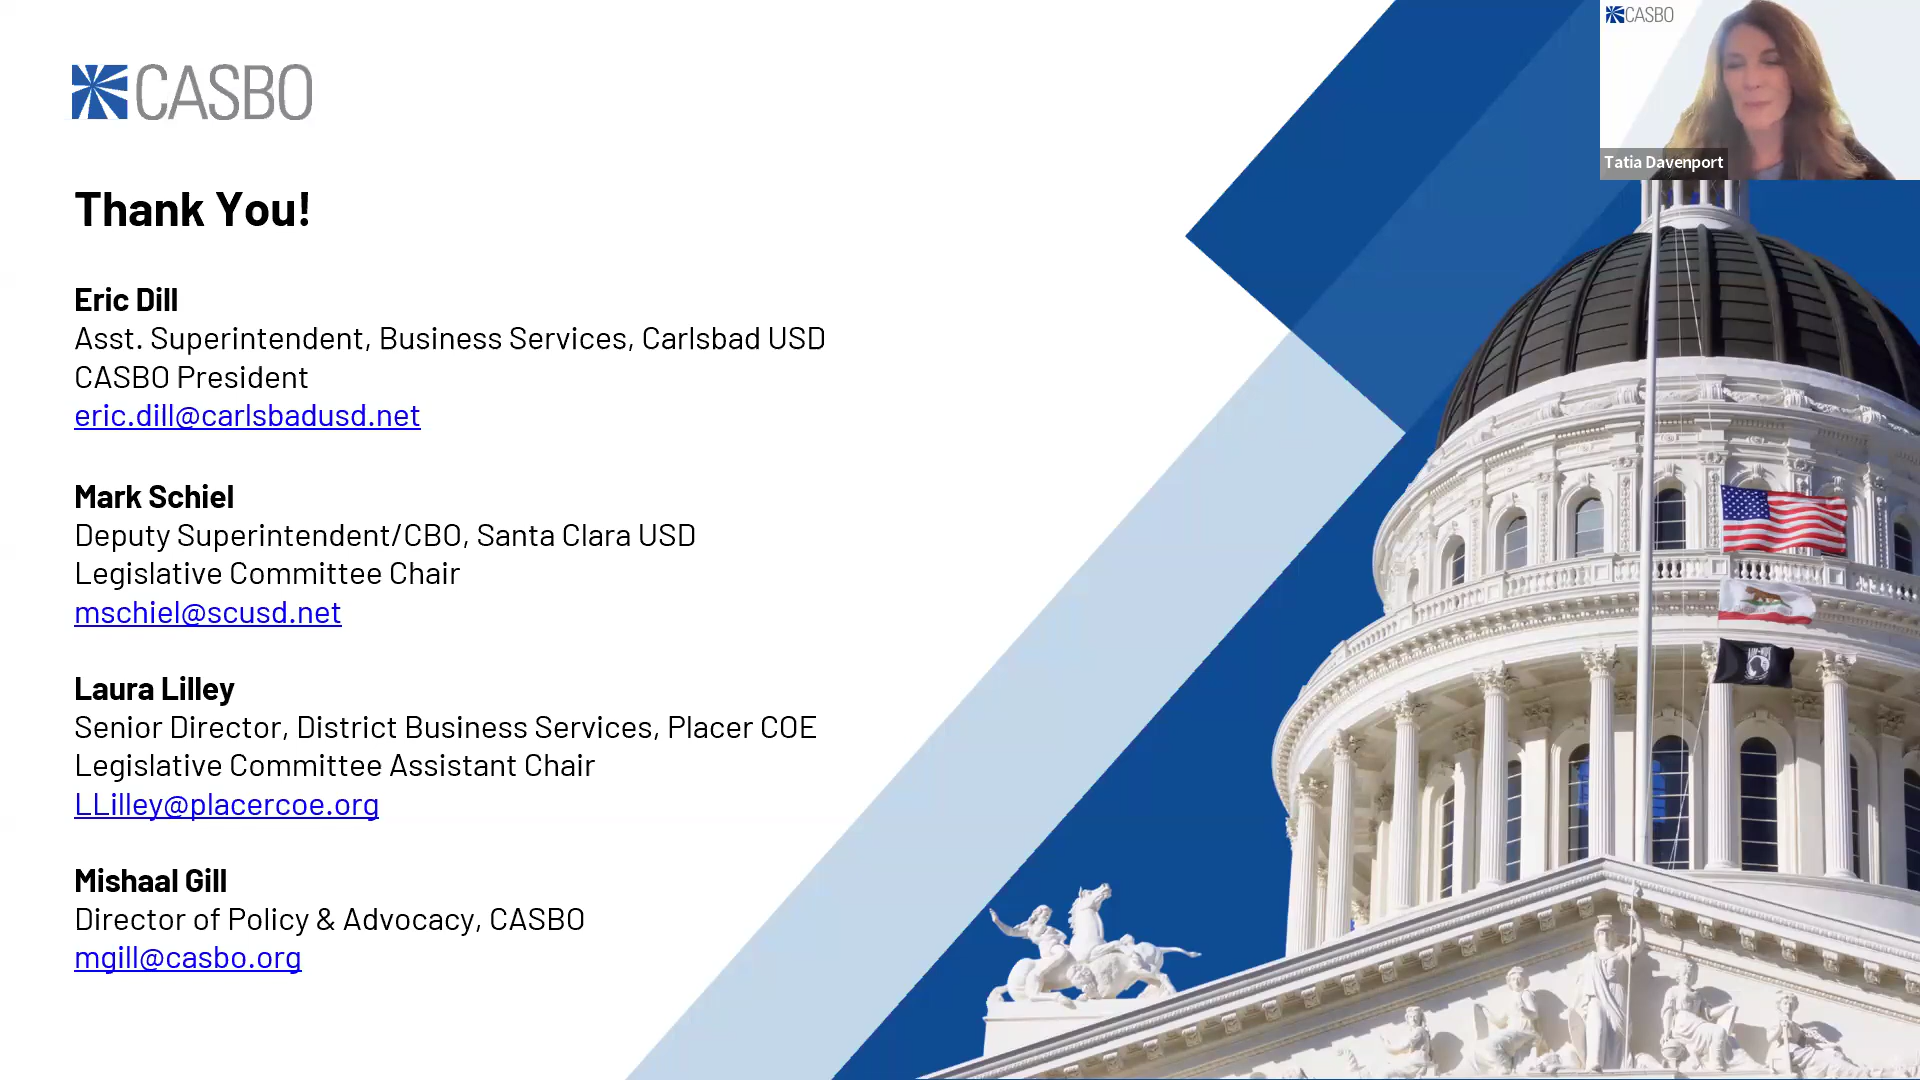 CASBO
CASBO
Tatia Davenport
Thank You!
Eric Dill
Asst. Superintendent, Business Services, Carlsbad USD
CASBO President
eric.dill@carlsbadusd.net
Mark Schiel
Deputy Superintendent/CBO, Santa Clara USD
Legislative Committee Chair
mschiel@scusd.net
Laura Lilley
Senior Director, District Business Services, Placer COE
Legislative Committee Assistant Chair
LLilley@placercoe.org
Mishaal Gill
Director of Policy & Advocacy, CASBO
mgill@casbo.org